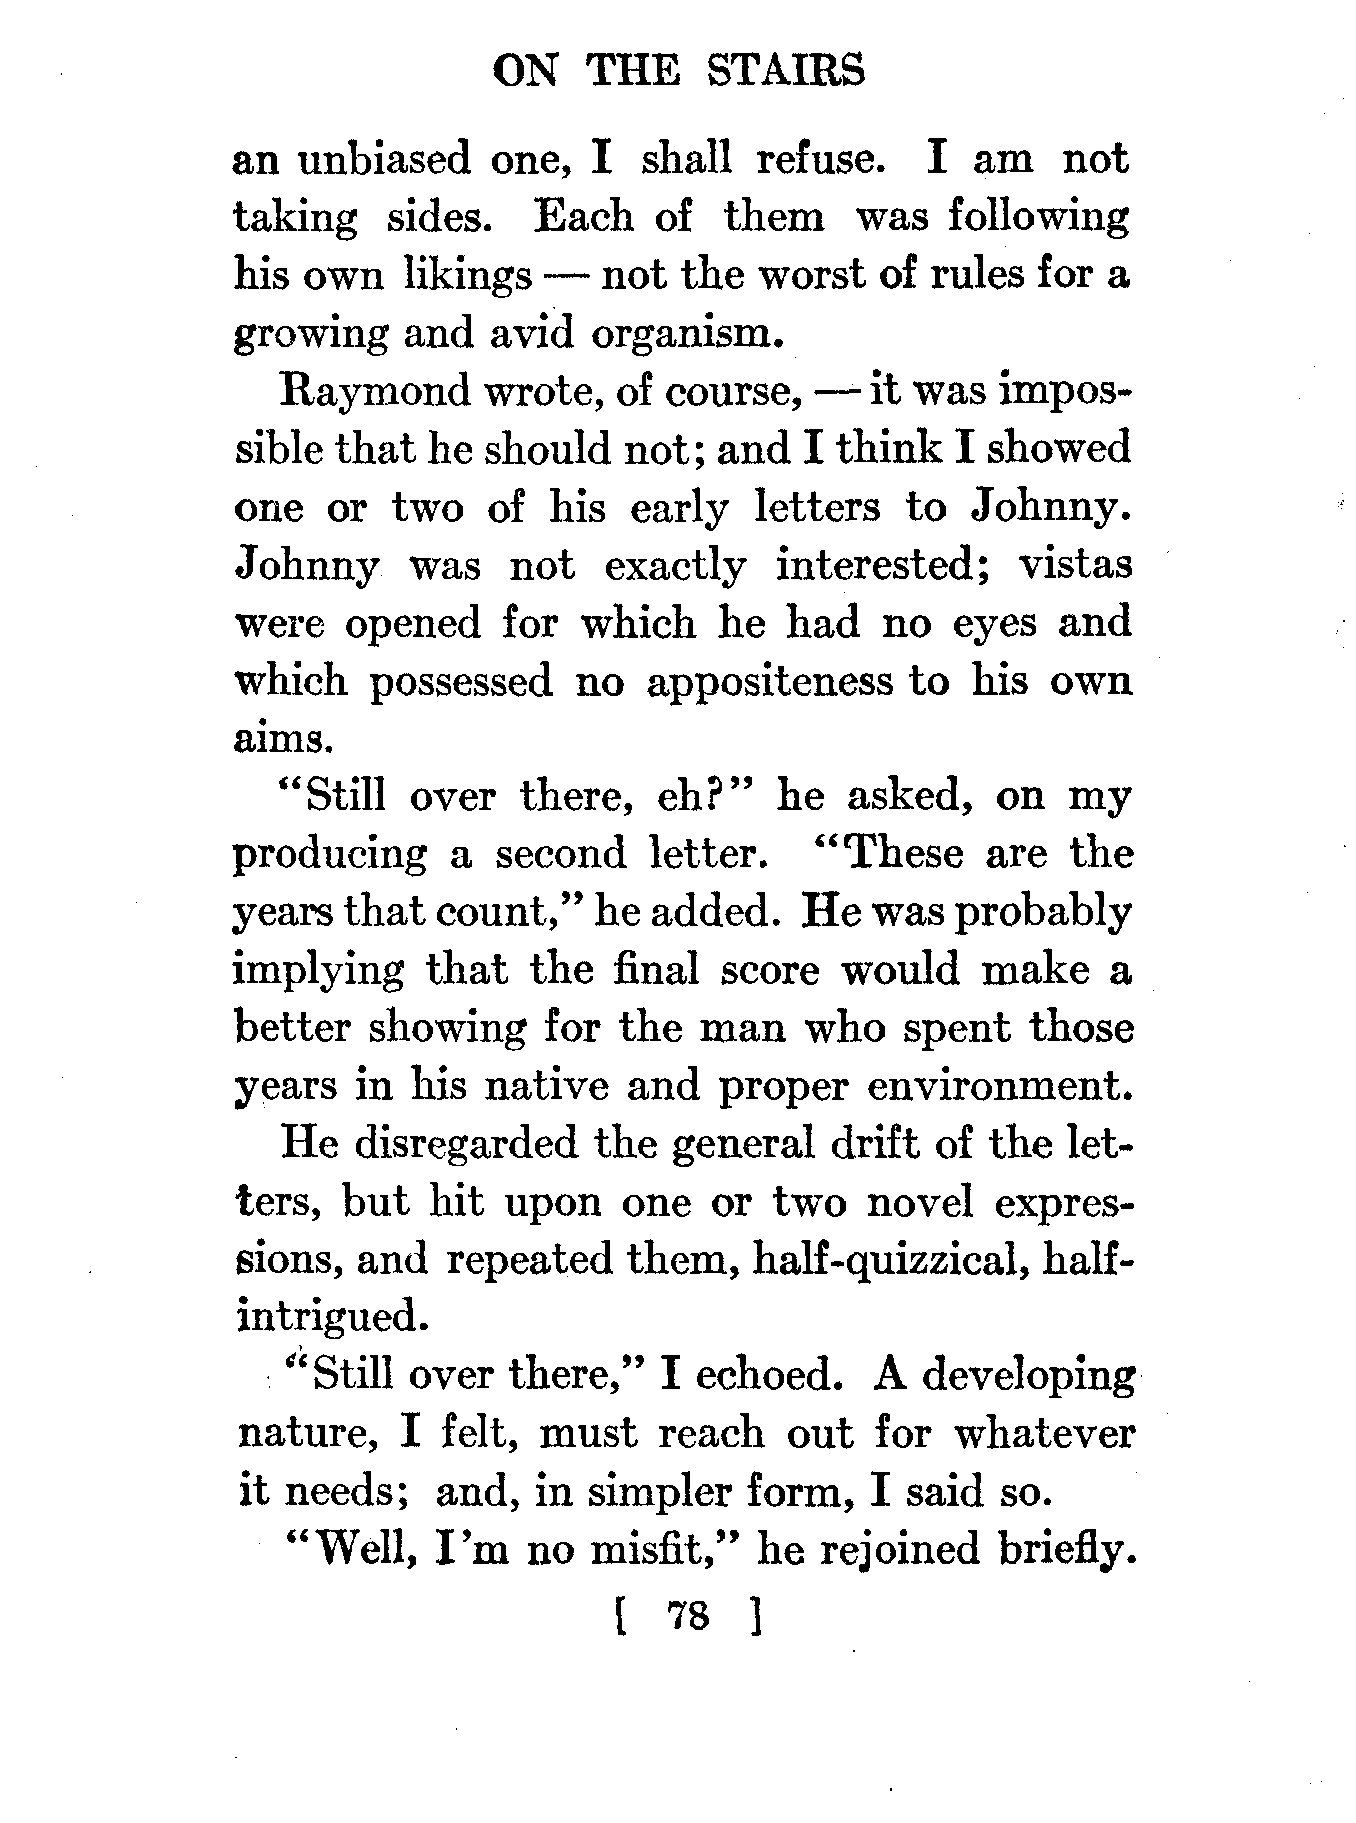 ON THE STAIRS
an unbiased one, I shall refuse. I am not
taking sides. Each of them was following
his own likings — not the worst of rules for a
growing and avid organism.
Raymond wrote, of course, — it was impos-
sible that he should not; and I think I showed
one or two of his early letters to Johnny.
Johnny was not exactly interested; vistas
were opened for which he had no eyes and
which possessed no appositeness to his own
aims.
“Still over there, eh?” he asked, on my
producing a second letter. “These are the
years that count,” he added. He was probably
implying that the final score would make a
better showing for the man who spent those
years in his native and proper environment.
He disregarded the general drift of the let-
ters, but hit upon one or two novel expres-
sions, and repeated them, half-quizzical, half-
intrigued.
“Still over there,” I echoed. A developing
nature, I felt, must reach out for whatever
it needs; and, in simpler form, I said so.
“Well, I’m no misfit,” he rejoined briefly.
[ 78 ]